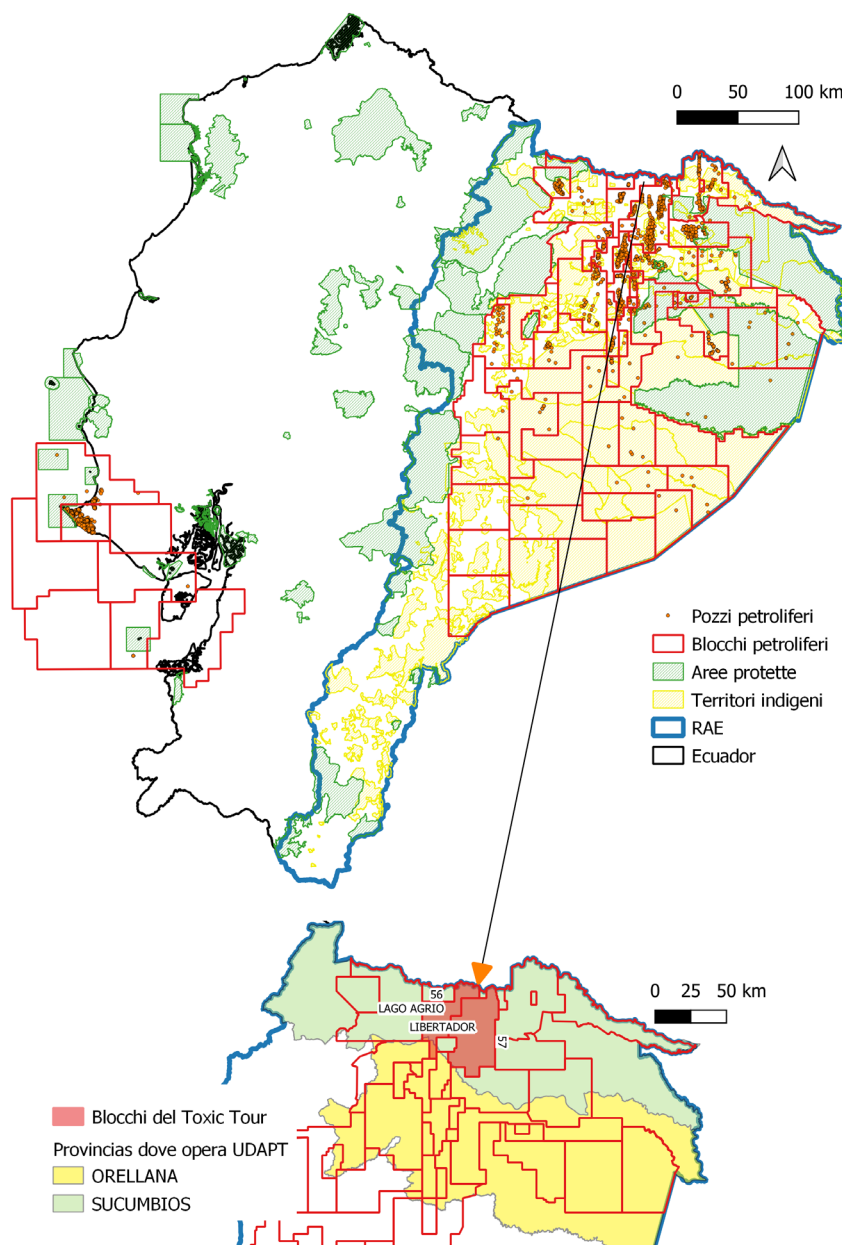 0 50 100 km
Pozzi petroliferi
Blocchi petroliferi
Aree protette
Territori indigeni
RAE
Ecuador
0 25 50 km
56
LAGO AGRIO
LIBERTADOR
57
Blocchi del Toxic Tour
Provincias dove opera UDAPT
ORELLANA
SUCUMBIOS